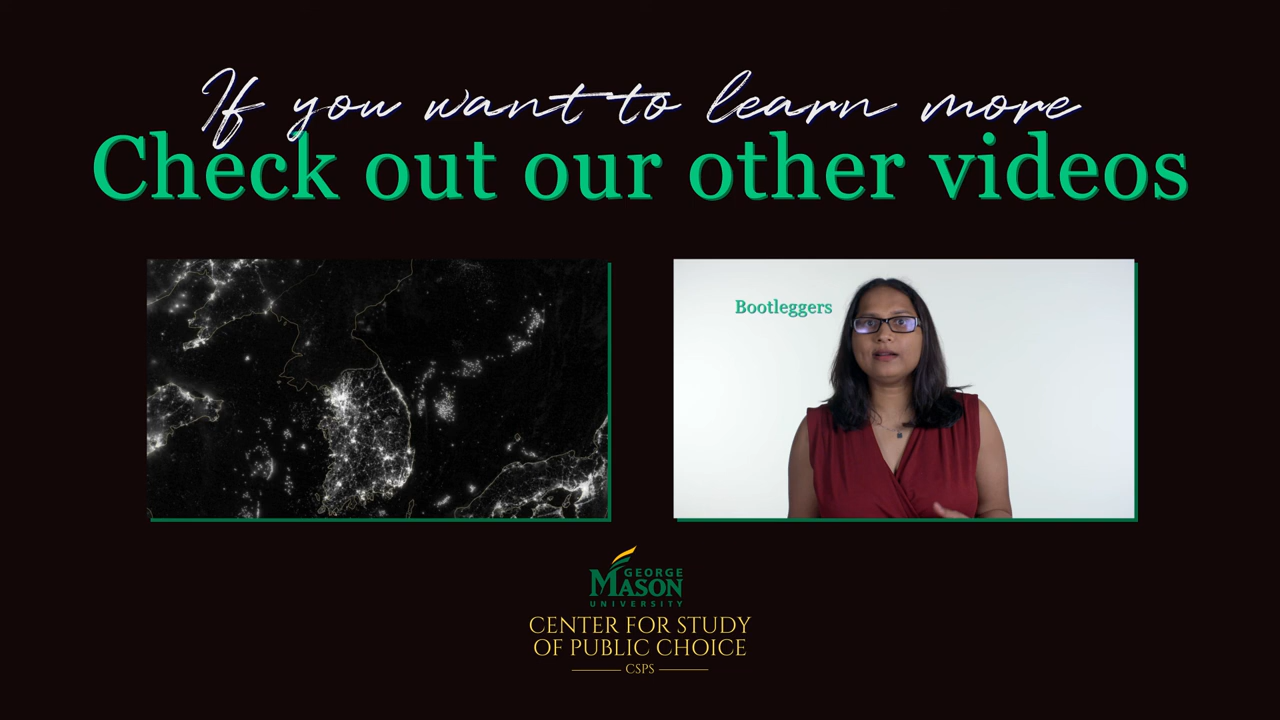 If you want to learn more
Check out our other videos
Bootleggers
GEORGE
MASON
UNIVERSITY
CENTER FOR STUDY
OF PUBLIC CHOICE
CSPS